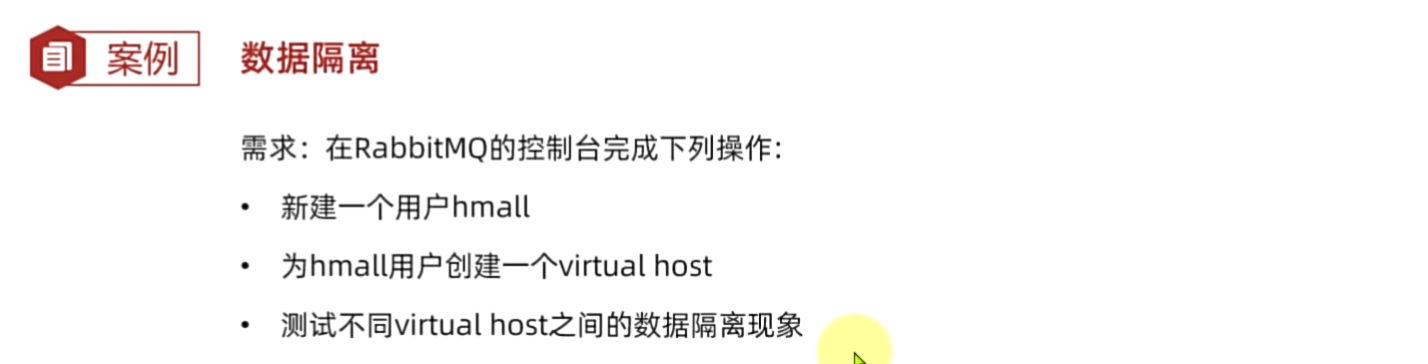 案例 数据隔离
需求：在RabbitMQ的控制台完成下列操作：
• 新建一个用户hmall
• 为hmall用户创建一个virtual host
• 测试不同virtual host之间的数据隔离现象